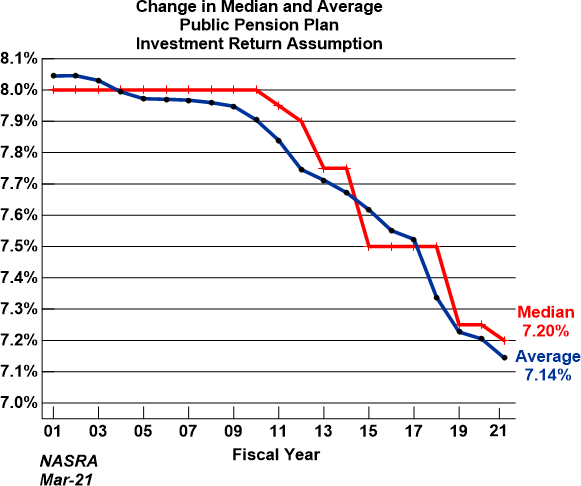 Change in Median and Average
Public Pension Plan
Investment Return Assumption
8.1%
8.0%
7.9%
7.8%
7.7%
7.6%
7.5%
7.4%
7.3%
7.2%
7.1%
7.0%
Median
7.20%
Average
7.14%
01 03 05 07 09 11 13 15 17 19 21
Fiscal Year
NASRA
Mar-21